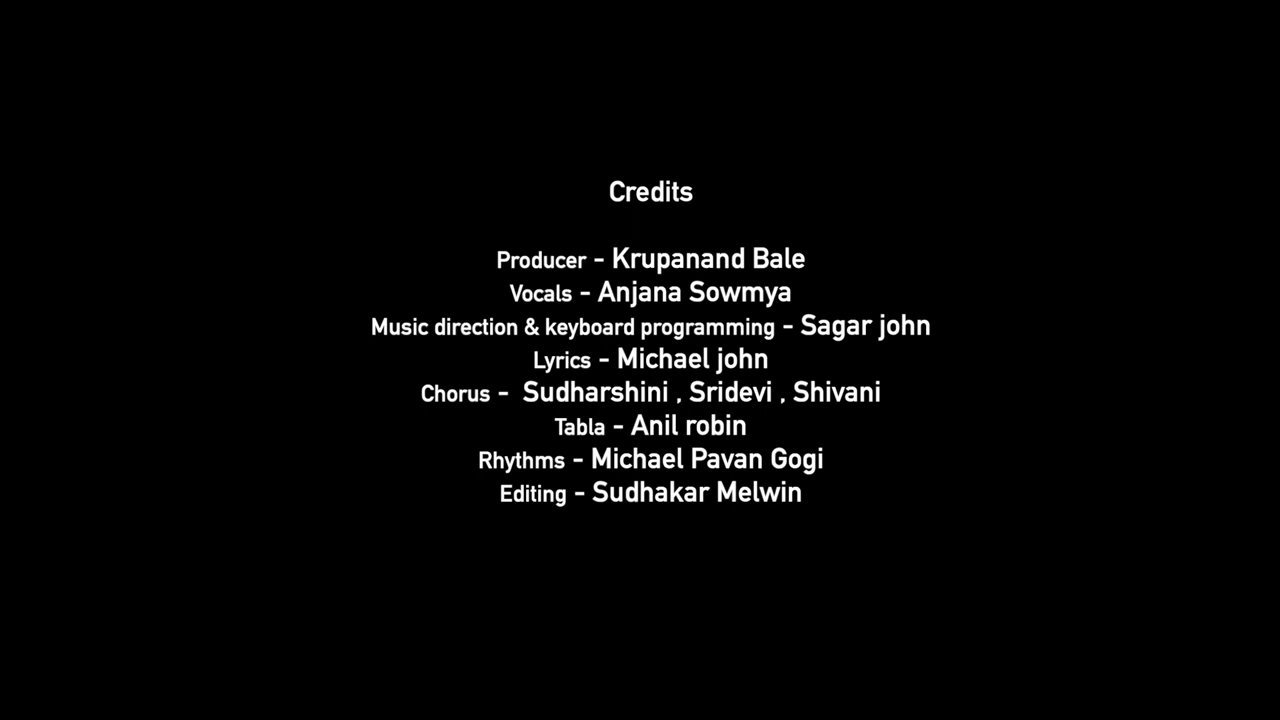 Credits
Producer - Krupanand Bale
Vocals - Anjana Sowmya
Music direction & keyboard programming - Sagar john
Lyrics - Michael john
Chorus -  Sudharshini , Sridevi , Shivani
Tabla - Anil robin
Rhythms - Michael Pavan Gogi
Editing - Sudhakar Melwin